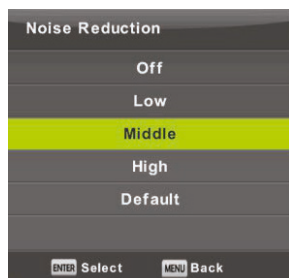 Noise Reduction
Off
Low
Middle
High
Default
ENTER Select MENU Back